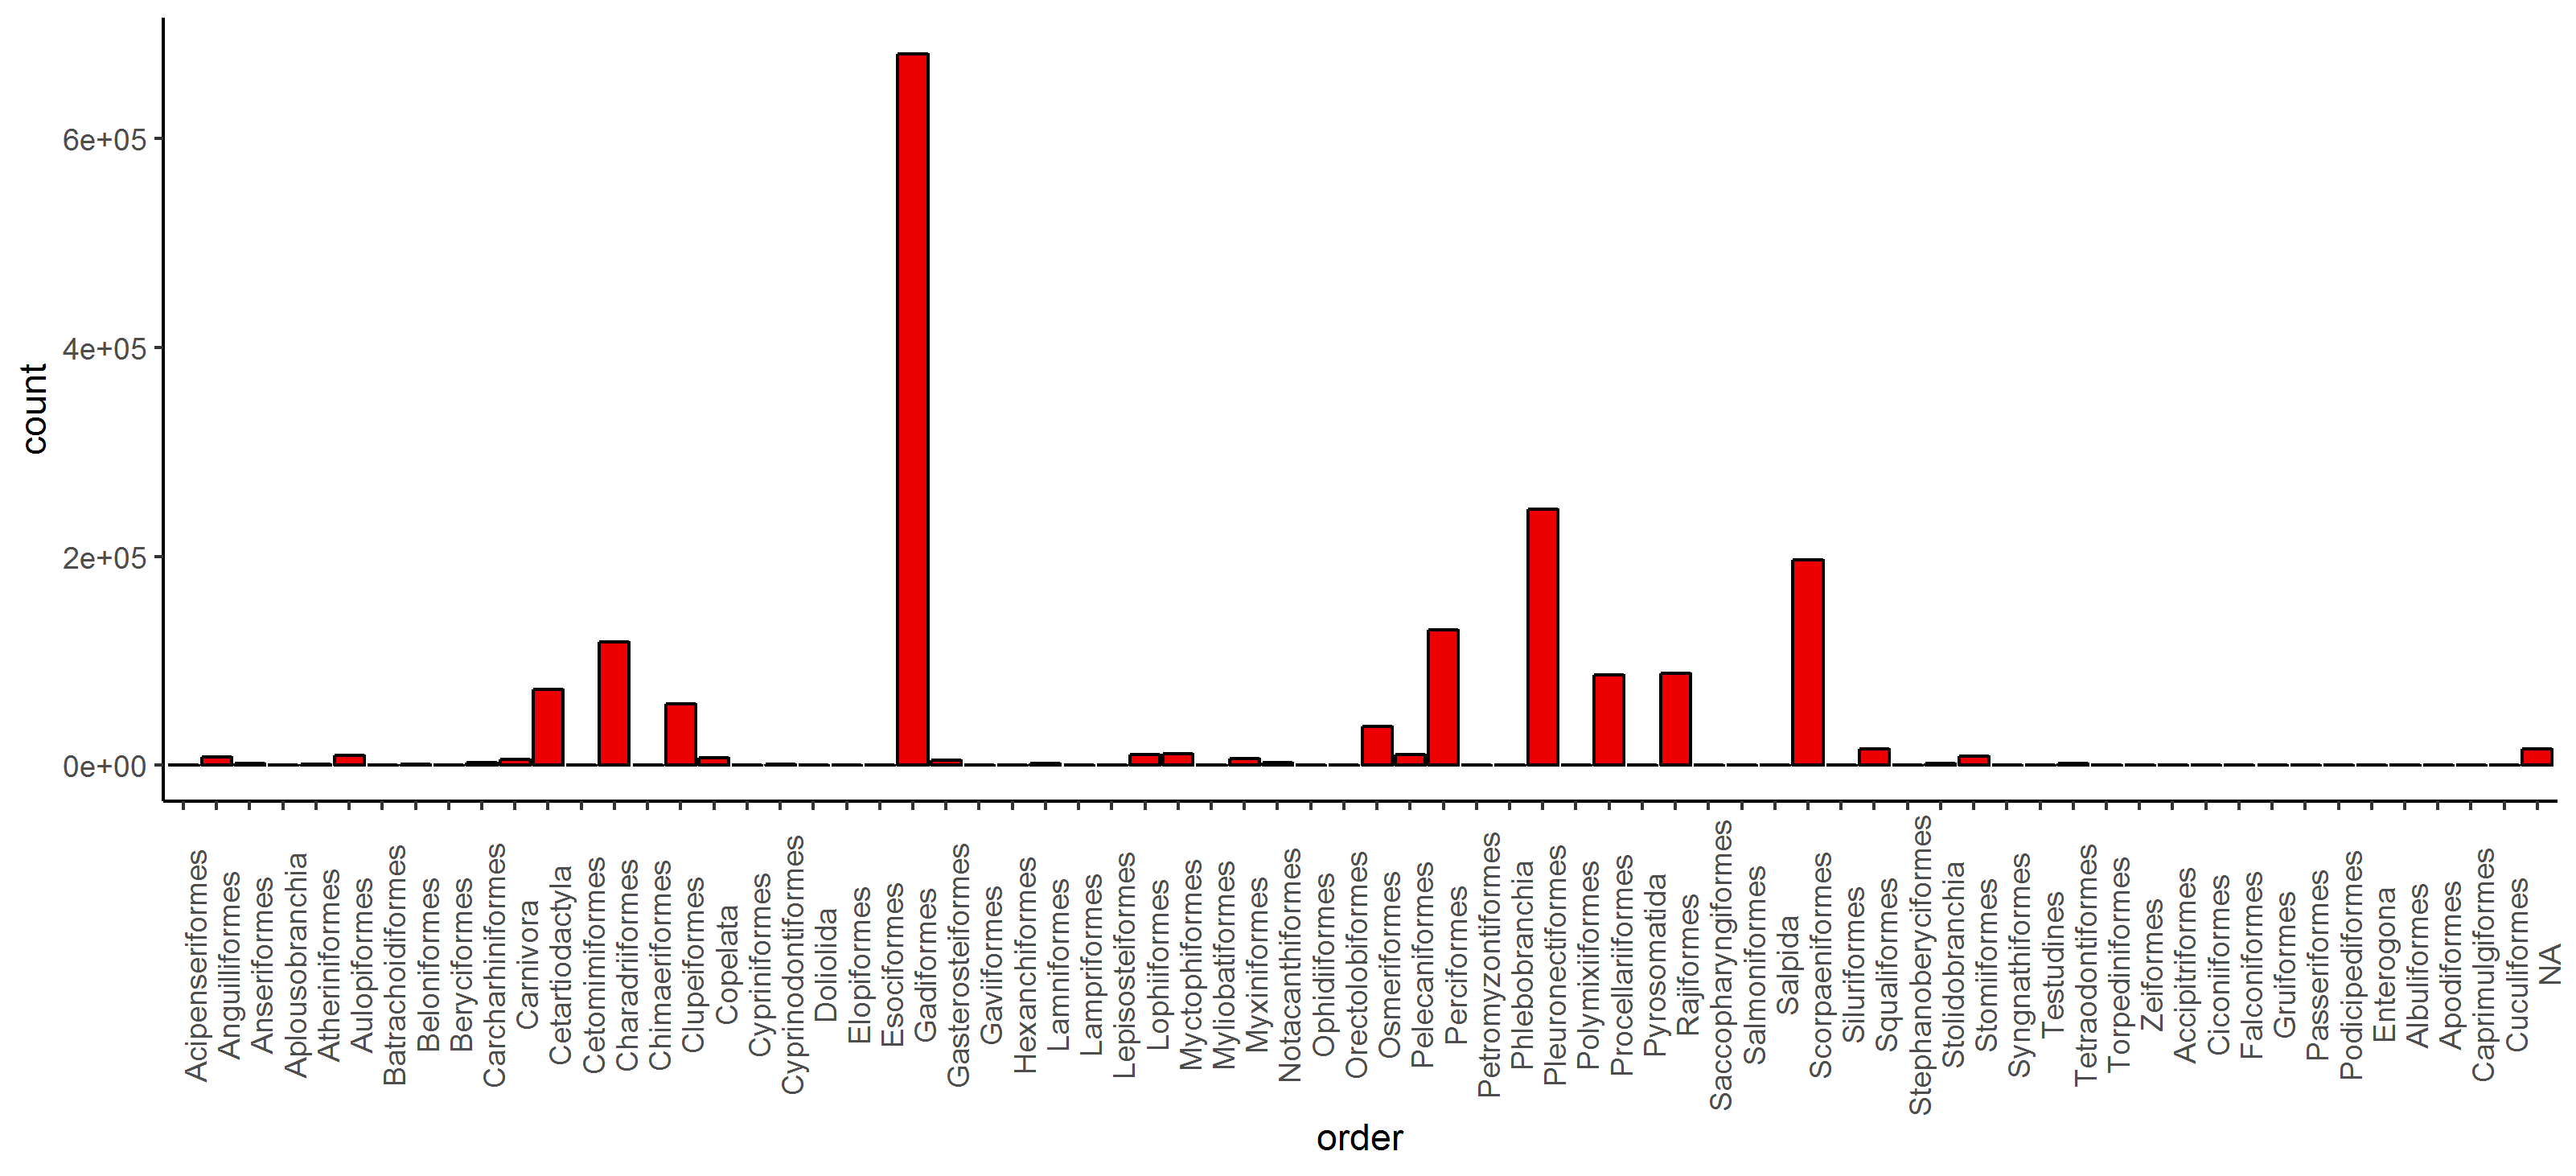 count
6e+05
4e+05
2e+05
0e+00
Acipenseriformes
Anguilliformes
Anseriformes
Aplousobranchia
Atheriniformes
Aulopiformes
Batrachoidiformes
Beloniformes
Beryciformes
Carcharhiniformes
Carnivora
Cetartiodactyla
Cetomimiformes
Charadriiformes
Chimaeriformes
Clupeiformes
Copelata
Cypriniformes
Cyprinodontiformes
Doliolida
Elopiformes
Esociformes
Gadiformes
Gasterosteiformes
Gaviiformes
Hexanchiformes
Lamniformes
Lampriformes
Lepisosteiformes
Lophiiformes
Myctophiformes
Myliobatiformes
Myxiniformes
Notacanthiformes
Ophidiiformes
Orectolobiformes
Osmeriformes
Pelecaniformes
Perciformes
Petromyzontiformes
Phlebobranchia
Pleuronectiformes
Polymixiiformes
Procellariiformes
Pyrosomatida
Rajiformes
Saccopharyngiformes
Salmoniformes
Salpida
Scorpaeniformes
Siluriformes
Squaliformes
Stephanoberyciformes
Stolidobranchia
Stomiiformes
Syngnathiformes
Testudines
Tetraodontiformes
Torpediniformes
Zeiformes
Accipitriformes
Ciconiiformes
Falconiformes
Gruiformes
Passeriformes
Podicipediformes
Enterogona
Albuliformes
Apodiformes
Caprimulgiformes
Cuculiformes
NA
order